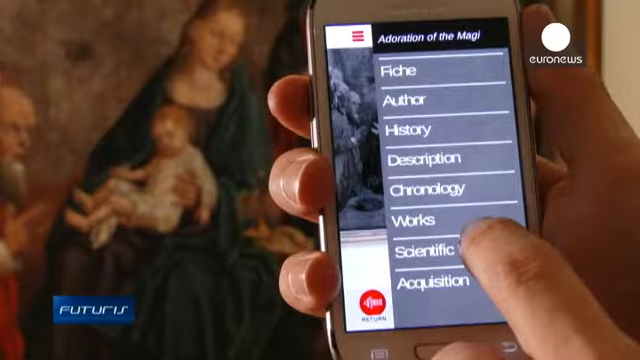 Adoration of the Magi
euronews
Fiche
Author
History
Description
Chronology
Works
Scientific
Acquisition
RETURN
FUTURIS